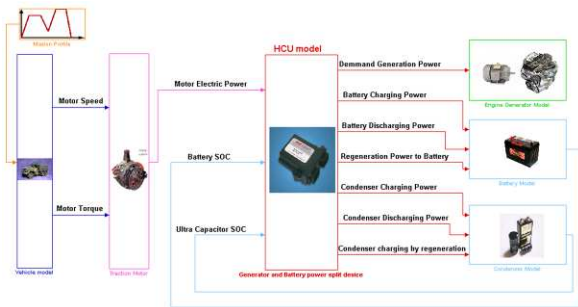 HCU model
Mission Profile
Demmand Generation Power
Motor Electric Power
Engine Generator Model
Battery Charging Power
Motor Speed
Battery Discharging Power
Battery SOC
Regeneration Power to Battery
Battery Model
Condenser Charging Power
Motor Torque
Condenser Discharging Power
Ultra Capacitor SOC
Condenser charging by regeneration
Condenser Model
Vehicle model
Traction Motor
Generator and Battery power split device